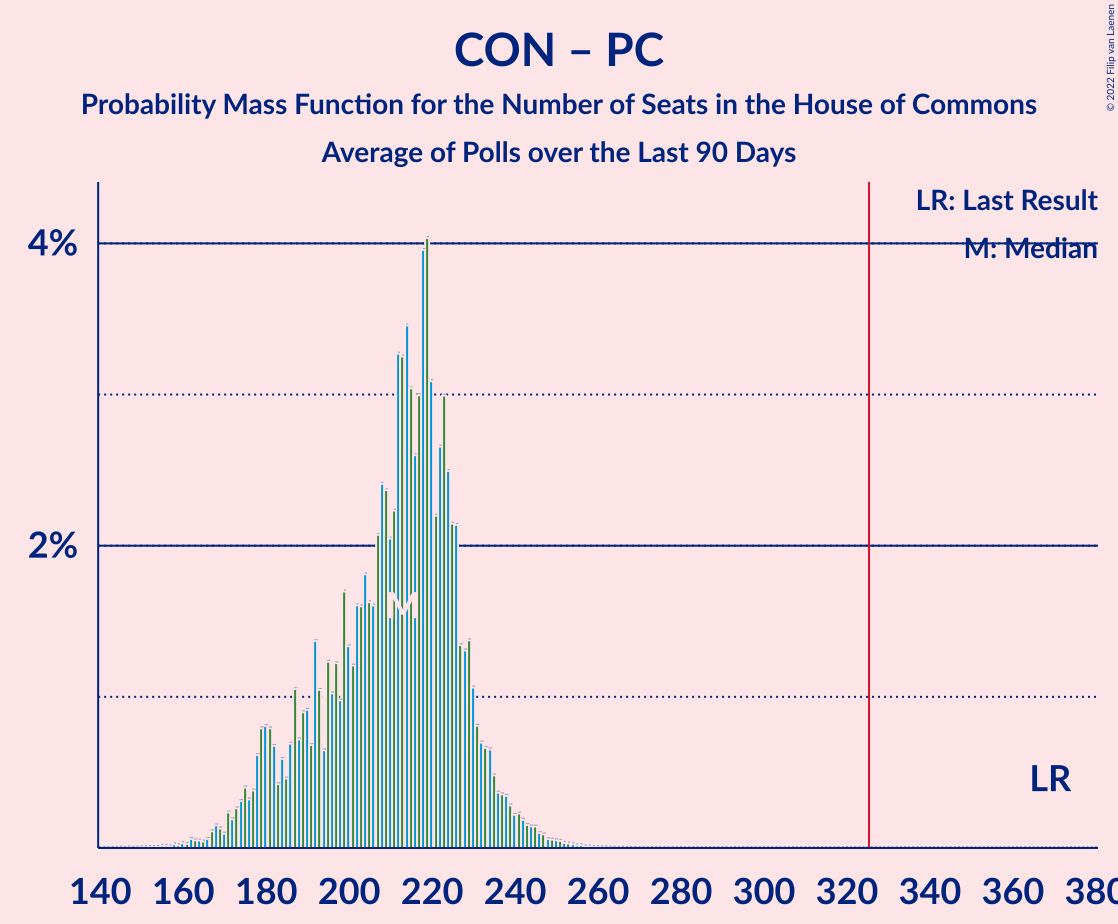 CON – PC
Probability Mass Function for the Number of Seats in the House of Commons
Average of Polls over the Last 90 Days
© 2022 Filip van Laenen
LR: Last Result
M: Median
4%
2%
M
LR
140 160 180 200 220 240 260 280 300 320 340 360 380